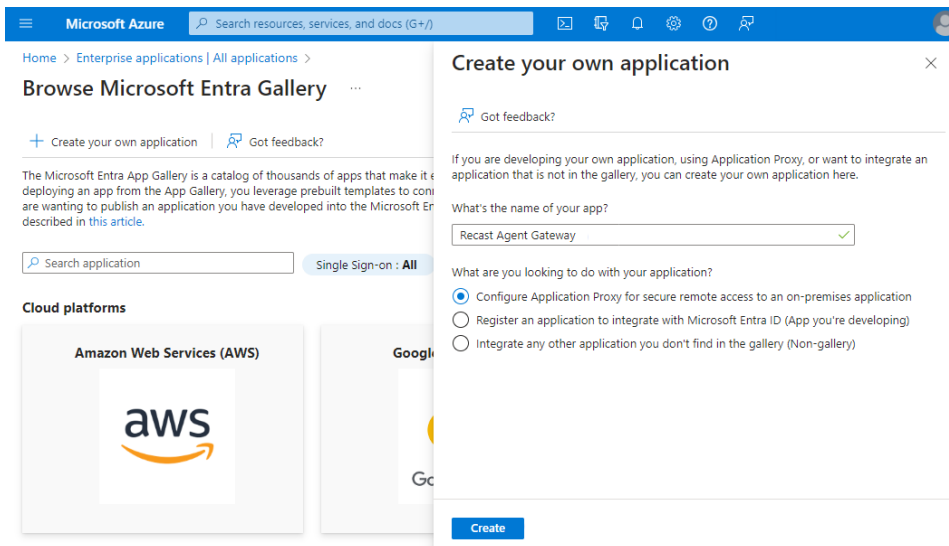 Microsoft Azure
Search resources, services, and docs (G+/)
Home > Enterprise applications | All applications >
Browse Microsoft Entra Gallery ...
Create your own application
Got feedback?
The Microsoft Entra App Gallery is a catalog of thousands of apps that make it
deploying an app from the App Gallery, you leverage prebuilt templates to
are wanting to publish an application you have developed into the Microsoft
described in this article.
Search application
Single Sign-on : All
Cloud platforms
Amazon Web Services (AWS)
aws
Create your own application
Got feedback?
If you are developing your own application, using Application Proxy, or want to integrate an
application that is not in the gallery, you can create your own application here.
What's the name of your app?
Recast Agent Gateway
What are you looking to do with your application?
Configure Application Proxy for secure remote access to an on-premises application
Register an application to integrate with Microsoft Entra ID (App you're developing)
Integrate any other application you don't find in the gallery (Non-gallery)
Create